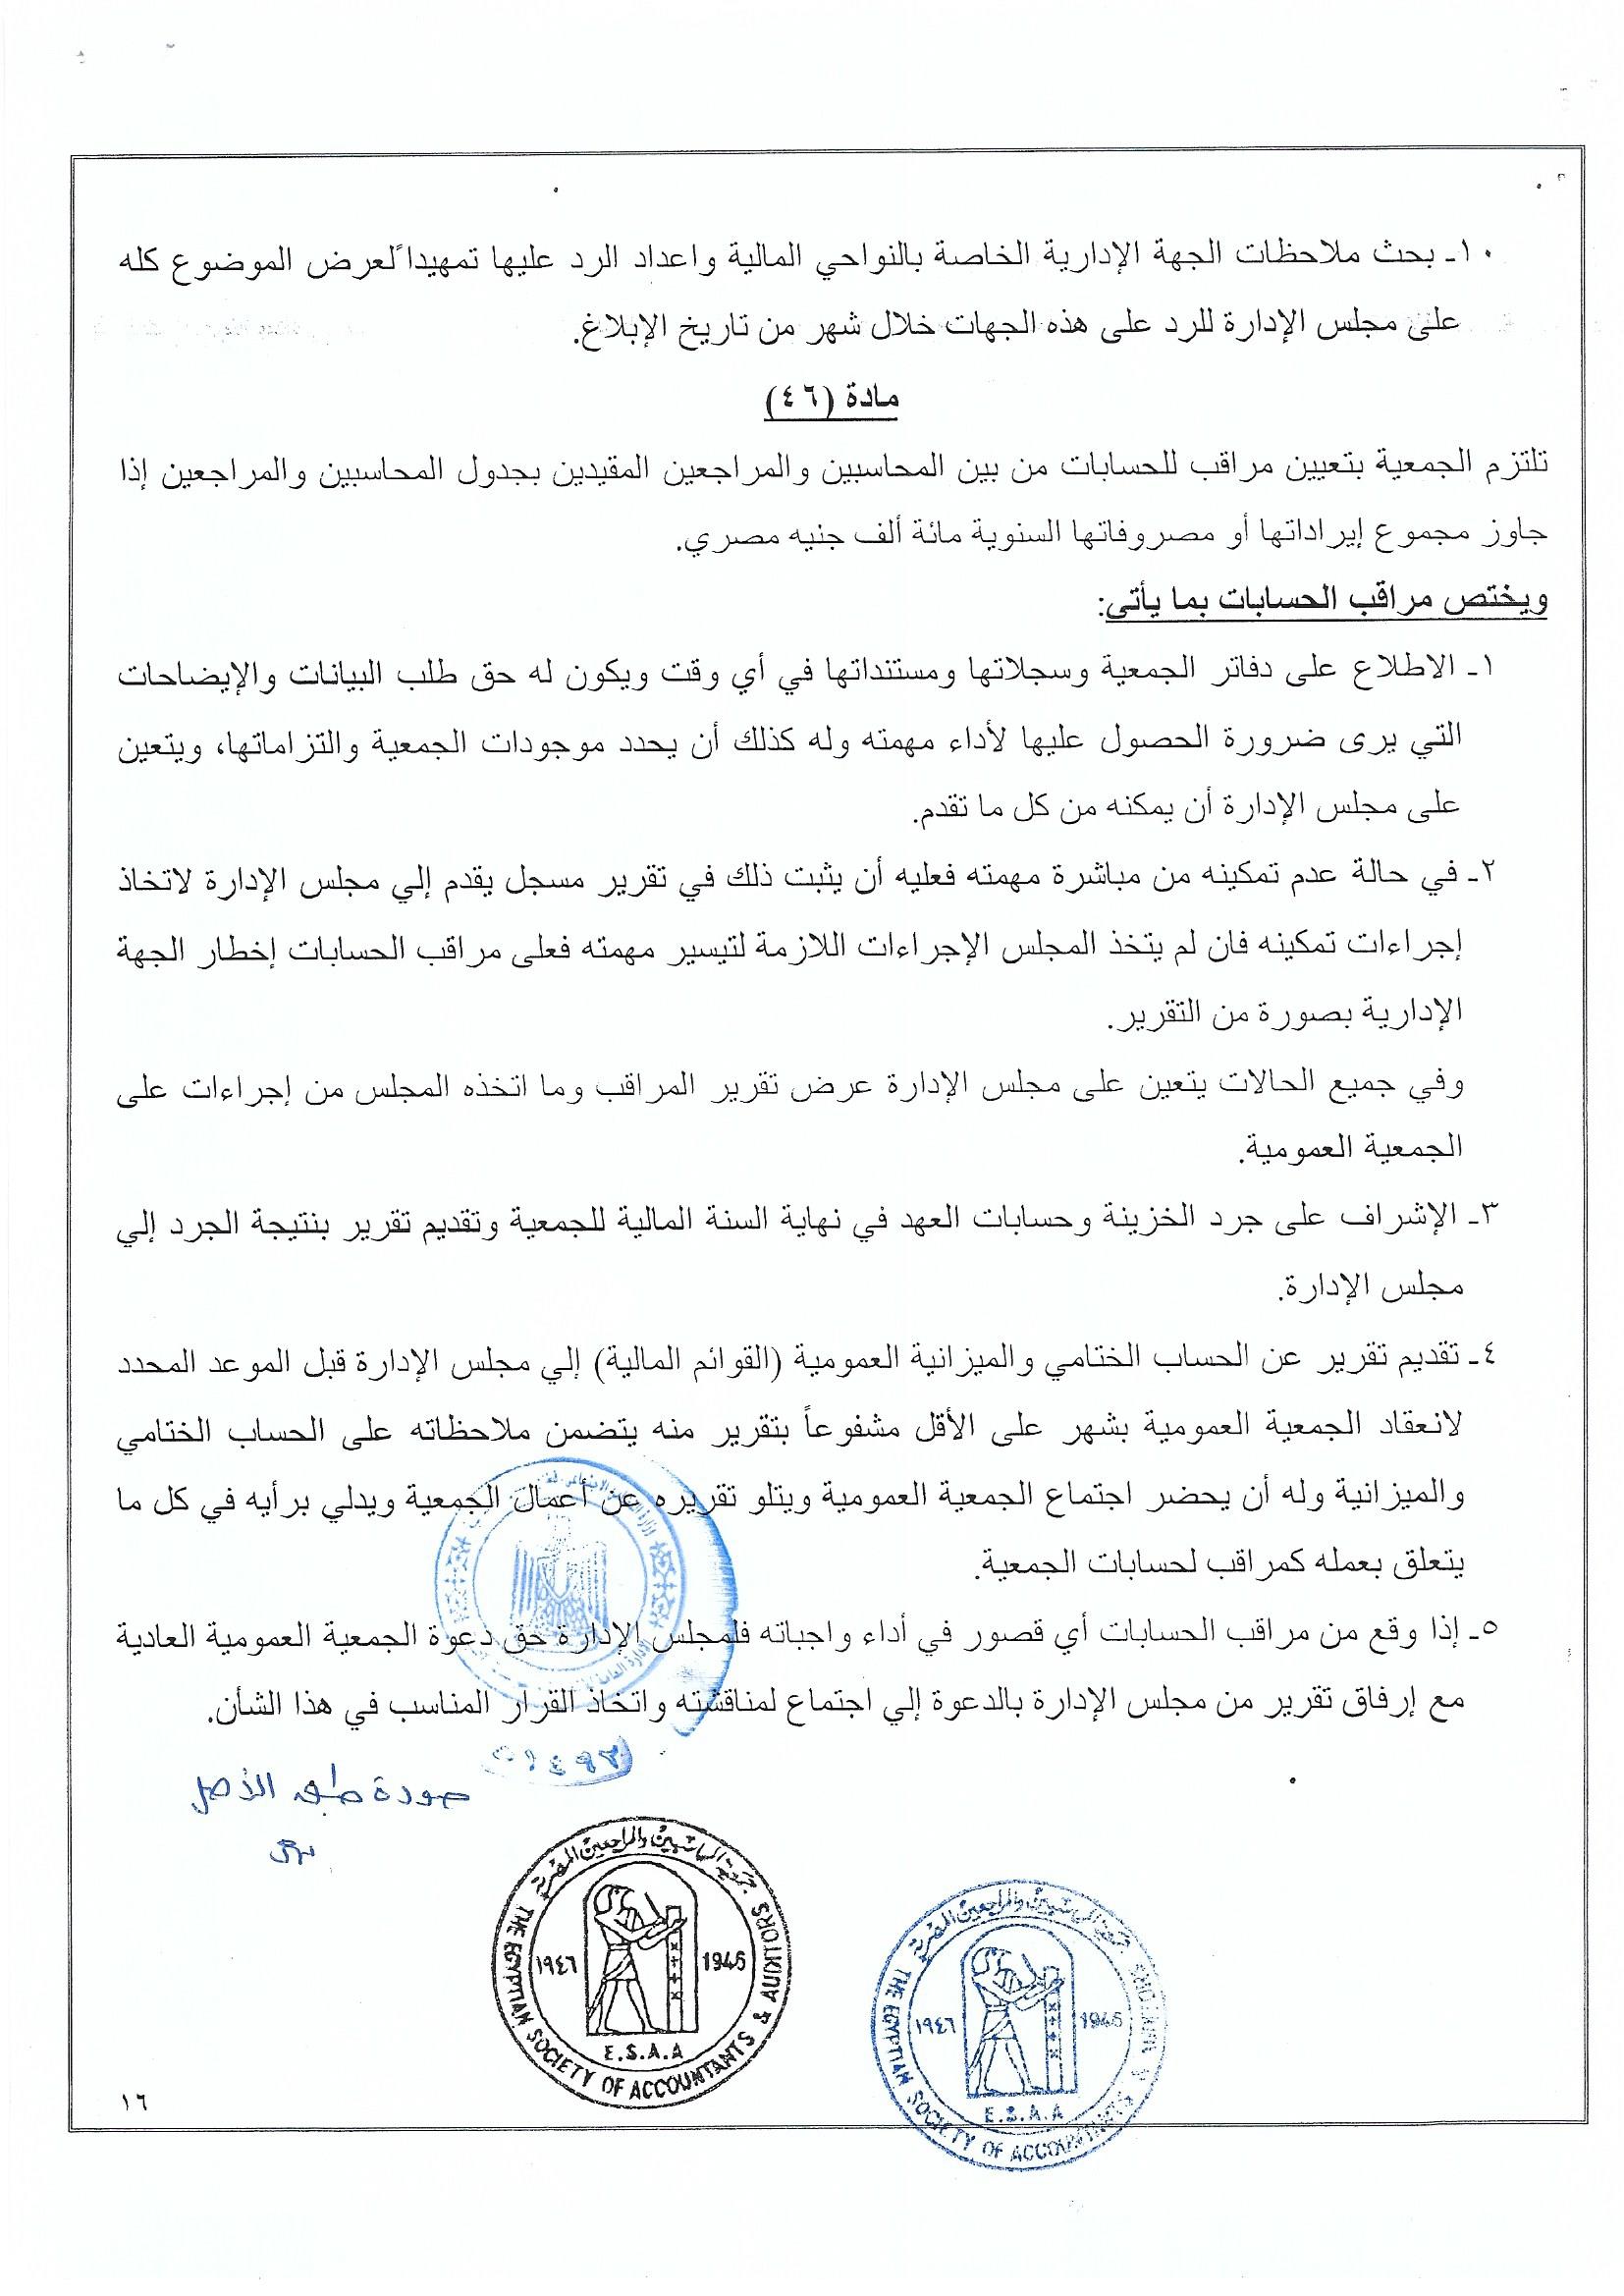 ١٠- بحث ملاحظات الجهة الإدارية الخاصة بالنواحي المالية واعداد الرد عليها تمهيداً لعرض الموضوع كله
على مجلس الإدارة للرد على هذه الجهات خلال شهر من تاريخ الإبلاغ.
مادة (٤٦)
تلتزم الجمعية بتعيين مراقب للحسابات من بين المحاسبين والمراجعين المقيدين بجدول المحاسبين والمراجعين إذا
جاوز مجموع إيراداتها أو مصروفاتها السنوية مائة ألف جنيه مصري.
ويختص مراقب الحسابات بما يأتى:
١- الاطلاع على دفاتر الجمعية وسجلاتها ومستنداتها في أي وقت ويكون له حق طلب البيانات والإيضاحات
التي يرى ضرورة الحصول عليها لأداء مهمته وله كذلك أن يحدد موجودات الجمعية والتزاماتها، ويتعين
على مجلس الإدارة أن يمكنه من كل ما تقدم.
٢- في حالة عدم تمكينه من مباشرة مهمته فعليه أن يثبت ذلك في تقرير مسجل يقدم إلي مجلس الإدارة لاتخاذ
إجراءات تمكينه فان لم يتخذ المجلس الإجراءات اللازمة لتيسير مهمته فعلى مراقب الحسابات إخطار الجهة
الإدارية بصورة من التقرير.
وفي جميع الحالات يتعين على مجلس الإدارة عرض تقرير المراقب وما اتخذه المجلس من إجراءات على
الجمعية العمومية.
٣- الإشراف على جرد الخزينة وحسابات العهد في نهاية السنة المالية للجمعية وتقديم تقرير بنتيجة الجرد إلي
مجلس الإدارة.
٤- تقديم تقرير عن الحساب الختامي والميزانية العمومية (القوائم المالية) إلي مجلس الإدارة قبل الموعد المحدد
لانعقاد الجمعية العمومية بشهر على الأقل مشفوعاً بتقرير منه يتضمن ملاحظاته على الحساب الختامي
والميزانية وله أن يحضر اجتماع الجمعية العمومية ويتلو تقريره عن أعمال الجمعية ويدلي برأيه في كل ما
يتعلق بعمله كمراقب لحسابات الجمعية.
٥- إذا وقع من مراقب الحسابات أي قصور في أداء واجباته فلمجلس الإدارة حق دعوة الجمعية العمومية العادية
مع إرفاق تقرير من مجلس الإدارة بالدعوة إلي اجتماع لمناقشته واتخاذ القرار المناسب في هذا الشأن.
صورة طبق الأصل
جمعية المحاسبين والمراجعين المصرية
١٩٤٦ 1946
E.S.A.A
THE EGYPTIAN SOCIETY OF ACCOUNTANTS & AUKITORS
جمعية المحاسبين والمراجعين المصرية
١٩٤٦ 1946
E.S.A.A
THE EGYPTIAN SOCIETY OF ACCOUNTANTS
١٦